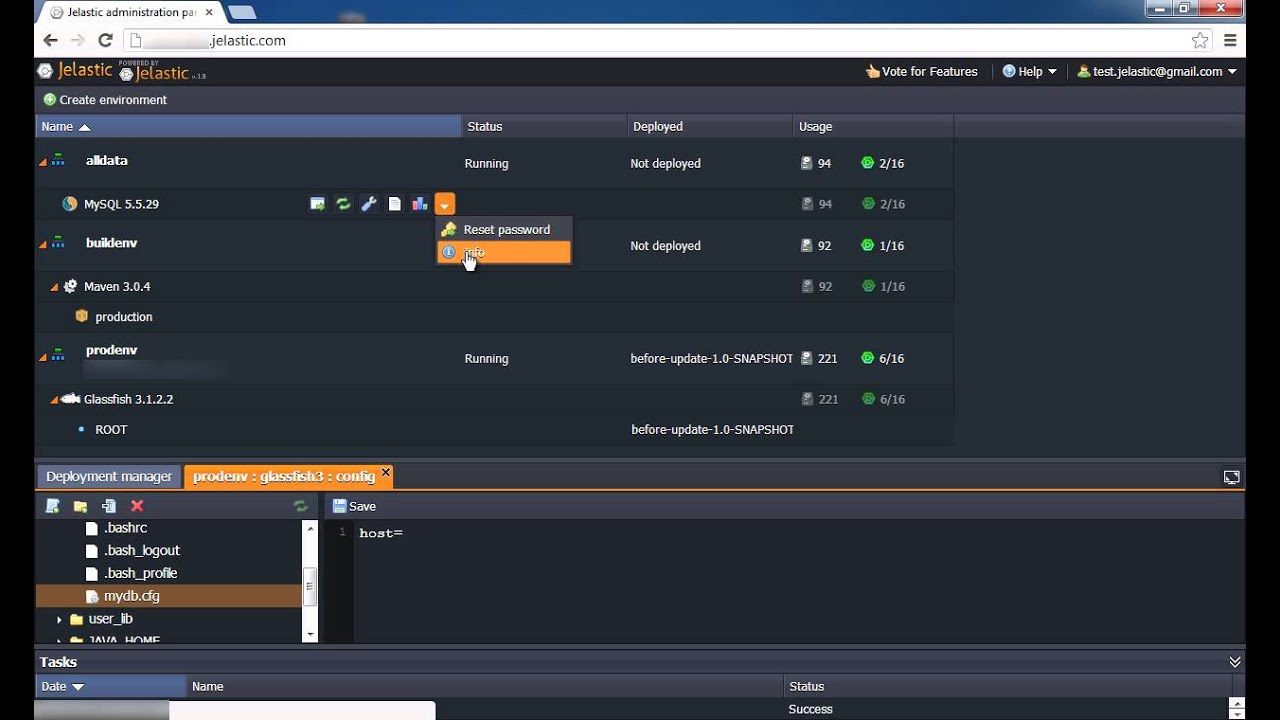 Jelastic administration pa
.jelastic.com
Jelastic POWERED BY Jelastic v. 1.8 Vote for Features Help test.jelastic@gmail.com
Create environment
Name Status Deployed Usage
alldata Running Not deployed 94 2/16
MySQL 5.5.29 94 2/16
Reset password
Info
buildenv Not deployed 92 1/16
Maven 3.0.4 92 1/16
production
prodenv Running before-update-1.0-SNAPSHOT 221 6/16
Glassfish 3.1.2.2 221 6/16
ROOT before-update-1.0-SNAPSHOT
Deployment manager prodenv : glassfish3 : config
Save
.bashrc
.bash_logout
.bash_profile
mydb.cfg
user_lib
JAVA_HOME
1 host=
Tasks
Date Name Status
Success